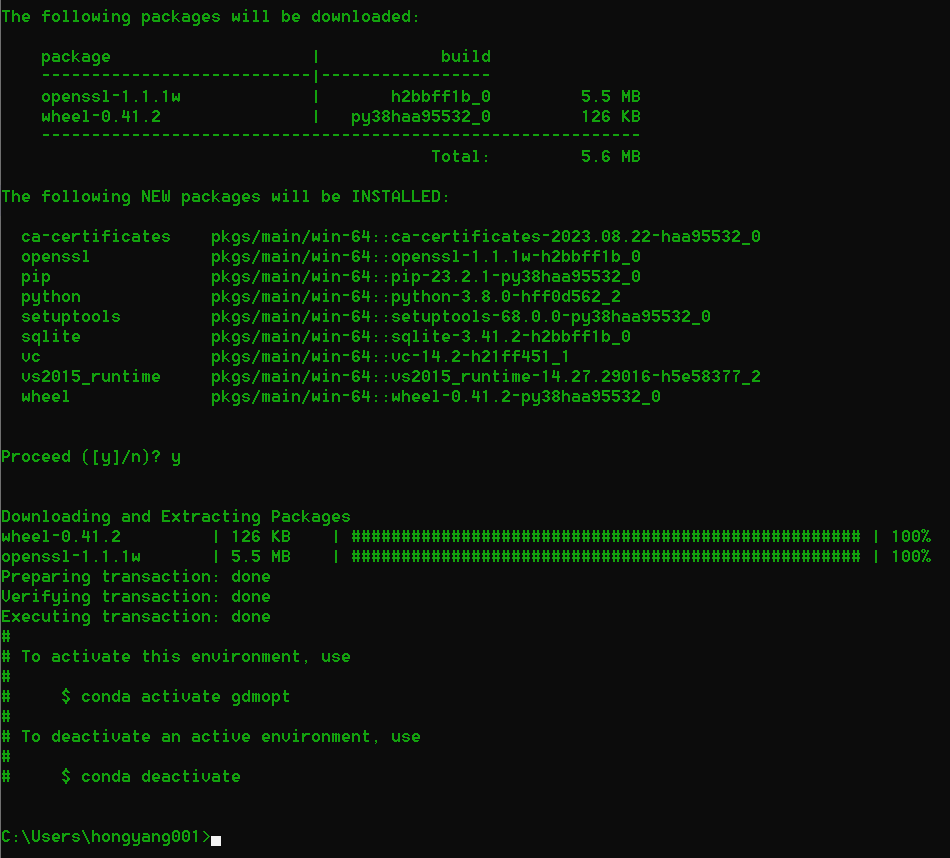 The following packages will be downloaded:
    package                    |            build
    ---------------------------|-----------------
    openssl-1.1.1w             |       h2bbff1b_0         5.5 MB
    wheel-0.41.2               |   py38haa95532_0         126 KB
    ------------------------------------------------------------
                                           Total:         5.6 MB
The following NEW packages will be INSTALLED:
  ca-certificates    pkgs/main/win-64::ca-certificates-2023.08.22-haa95532_0
  openssl            pkgs/main/win-64::openssl-1.1.1w-h2bbff1b_0
  pip                pkgs/main/win-64::pip-23.2.1-py38haa95532_0
  python             pkgs/main/win-64::python-3.8.0-hff0d562_2
  setuptools         pkgs/main/win-64::setuptools-68.0.0-py38haa95532_0
  sqlite             pkgs/main/win-64::sqlite-3.41.2-h2bbff1b_0
  vc                 pkgs/main/win-64::vc-14.2-h21ff451_1
  vs2015_runtime     pkgs/main/win-64::vs2015_runtime-14.27.29016-h5e58377_2
  wheel              pkgs/main/win-64::wheel-0.41.2-py38haa95532_0
Proceed ([y]/n)? y
Downloading and Extracting Packages
wheel-0.41.2         | 126 KB    | ################################################### | 100%
openssl-1.1.1w       | 5.5 MB    | ################################################### | 100%
Preparing transaction: done
Verifying transaction: done
Executing transaction: done
#
# To activate this environment, use
#
#     $ conda activate gdmopt
#
# To deactivate an active environment, use
#
#     $ conda deactivate
C:\Users\hongyang001>